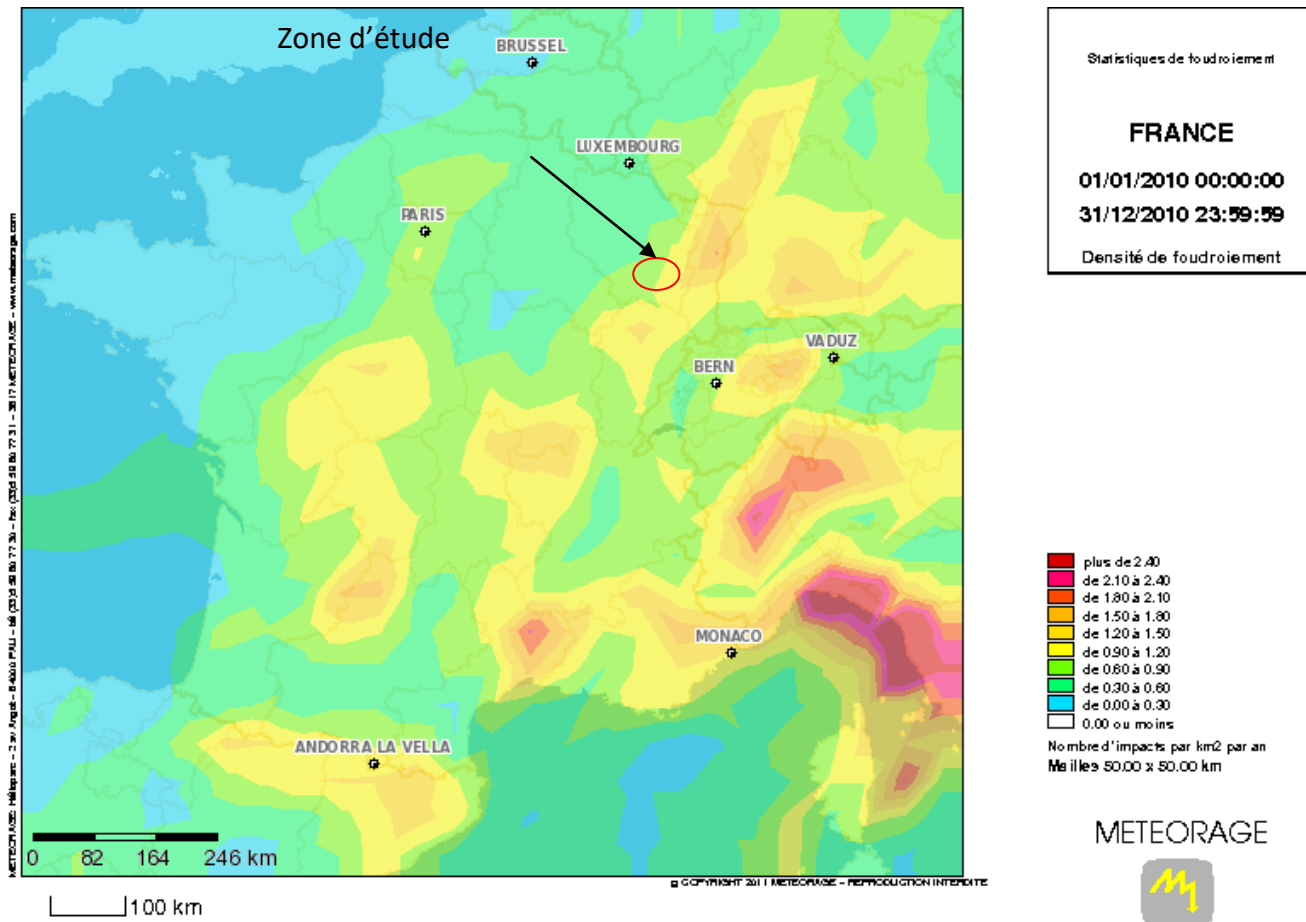 Zone d'étude
BRUSSEL
LUXEMBOURG
PARIS
VADUZ
BERN
MONACO
ANDORRA LA VELLA
0 82 164 246 km
100 km
© COPYRIGHT 2011 METEORAGE - REPRODUCTION INTERDITE
Statistiques de foudroiement
FRANCE
01/01/2010 00:00:00
31/12/2010 23:59:59
Densité de foudroiement
plus de 2.40
de 2.10 à 2.40
de 1.80 à 2.10
de 1.50 à 1.80
de 1.20 à 1.50
de 0.90 à 1.20
de 0.60 à 0.90
de 0.30 à 0.60
de 0.00 à 0.30
0.00 ou moins
Nombre d'impacts par km2 par an
Mailles 50.00 x 50.00 km
METEORAGE